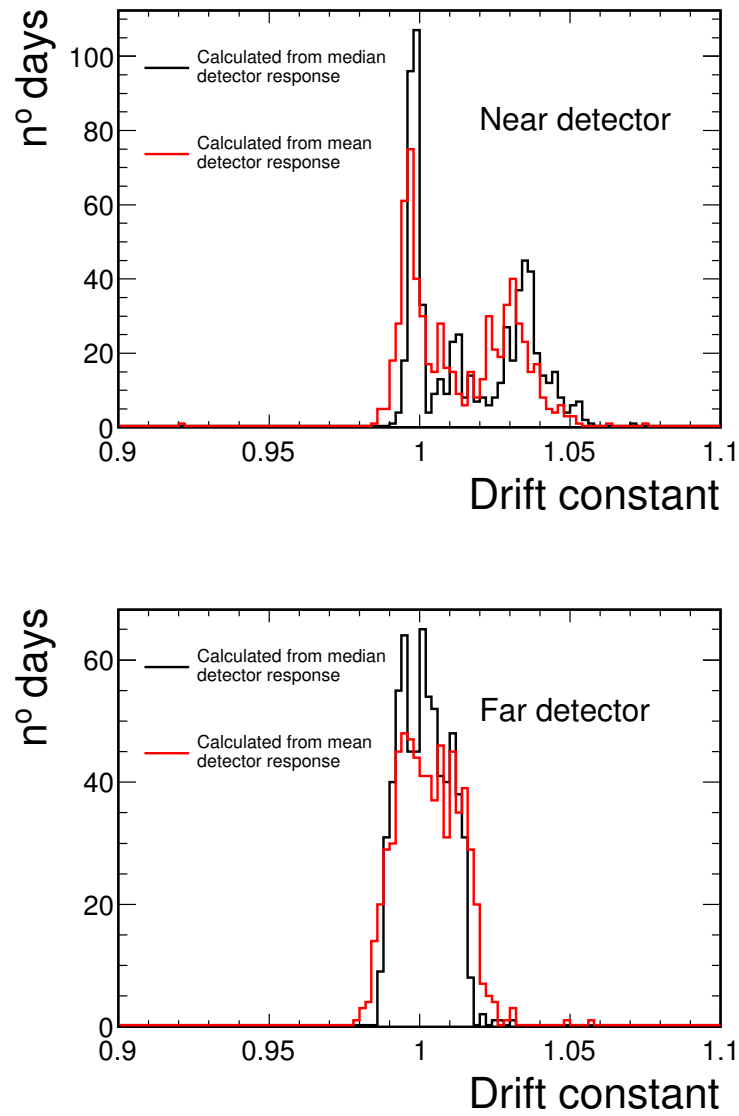 nº days
100
80
60
40
20
0
Calculated from median
detector response
Calculated from mean
detector response
Near detector
0.9 0.95 1 1.05 1.1
Drift constant
nº days
60
40
20
0
Calculated from median
detector response
Calculated from mean
detector response
Far detector
0.9 0.95 1 1.05 1.1
Drift constant